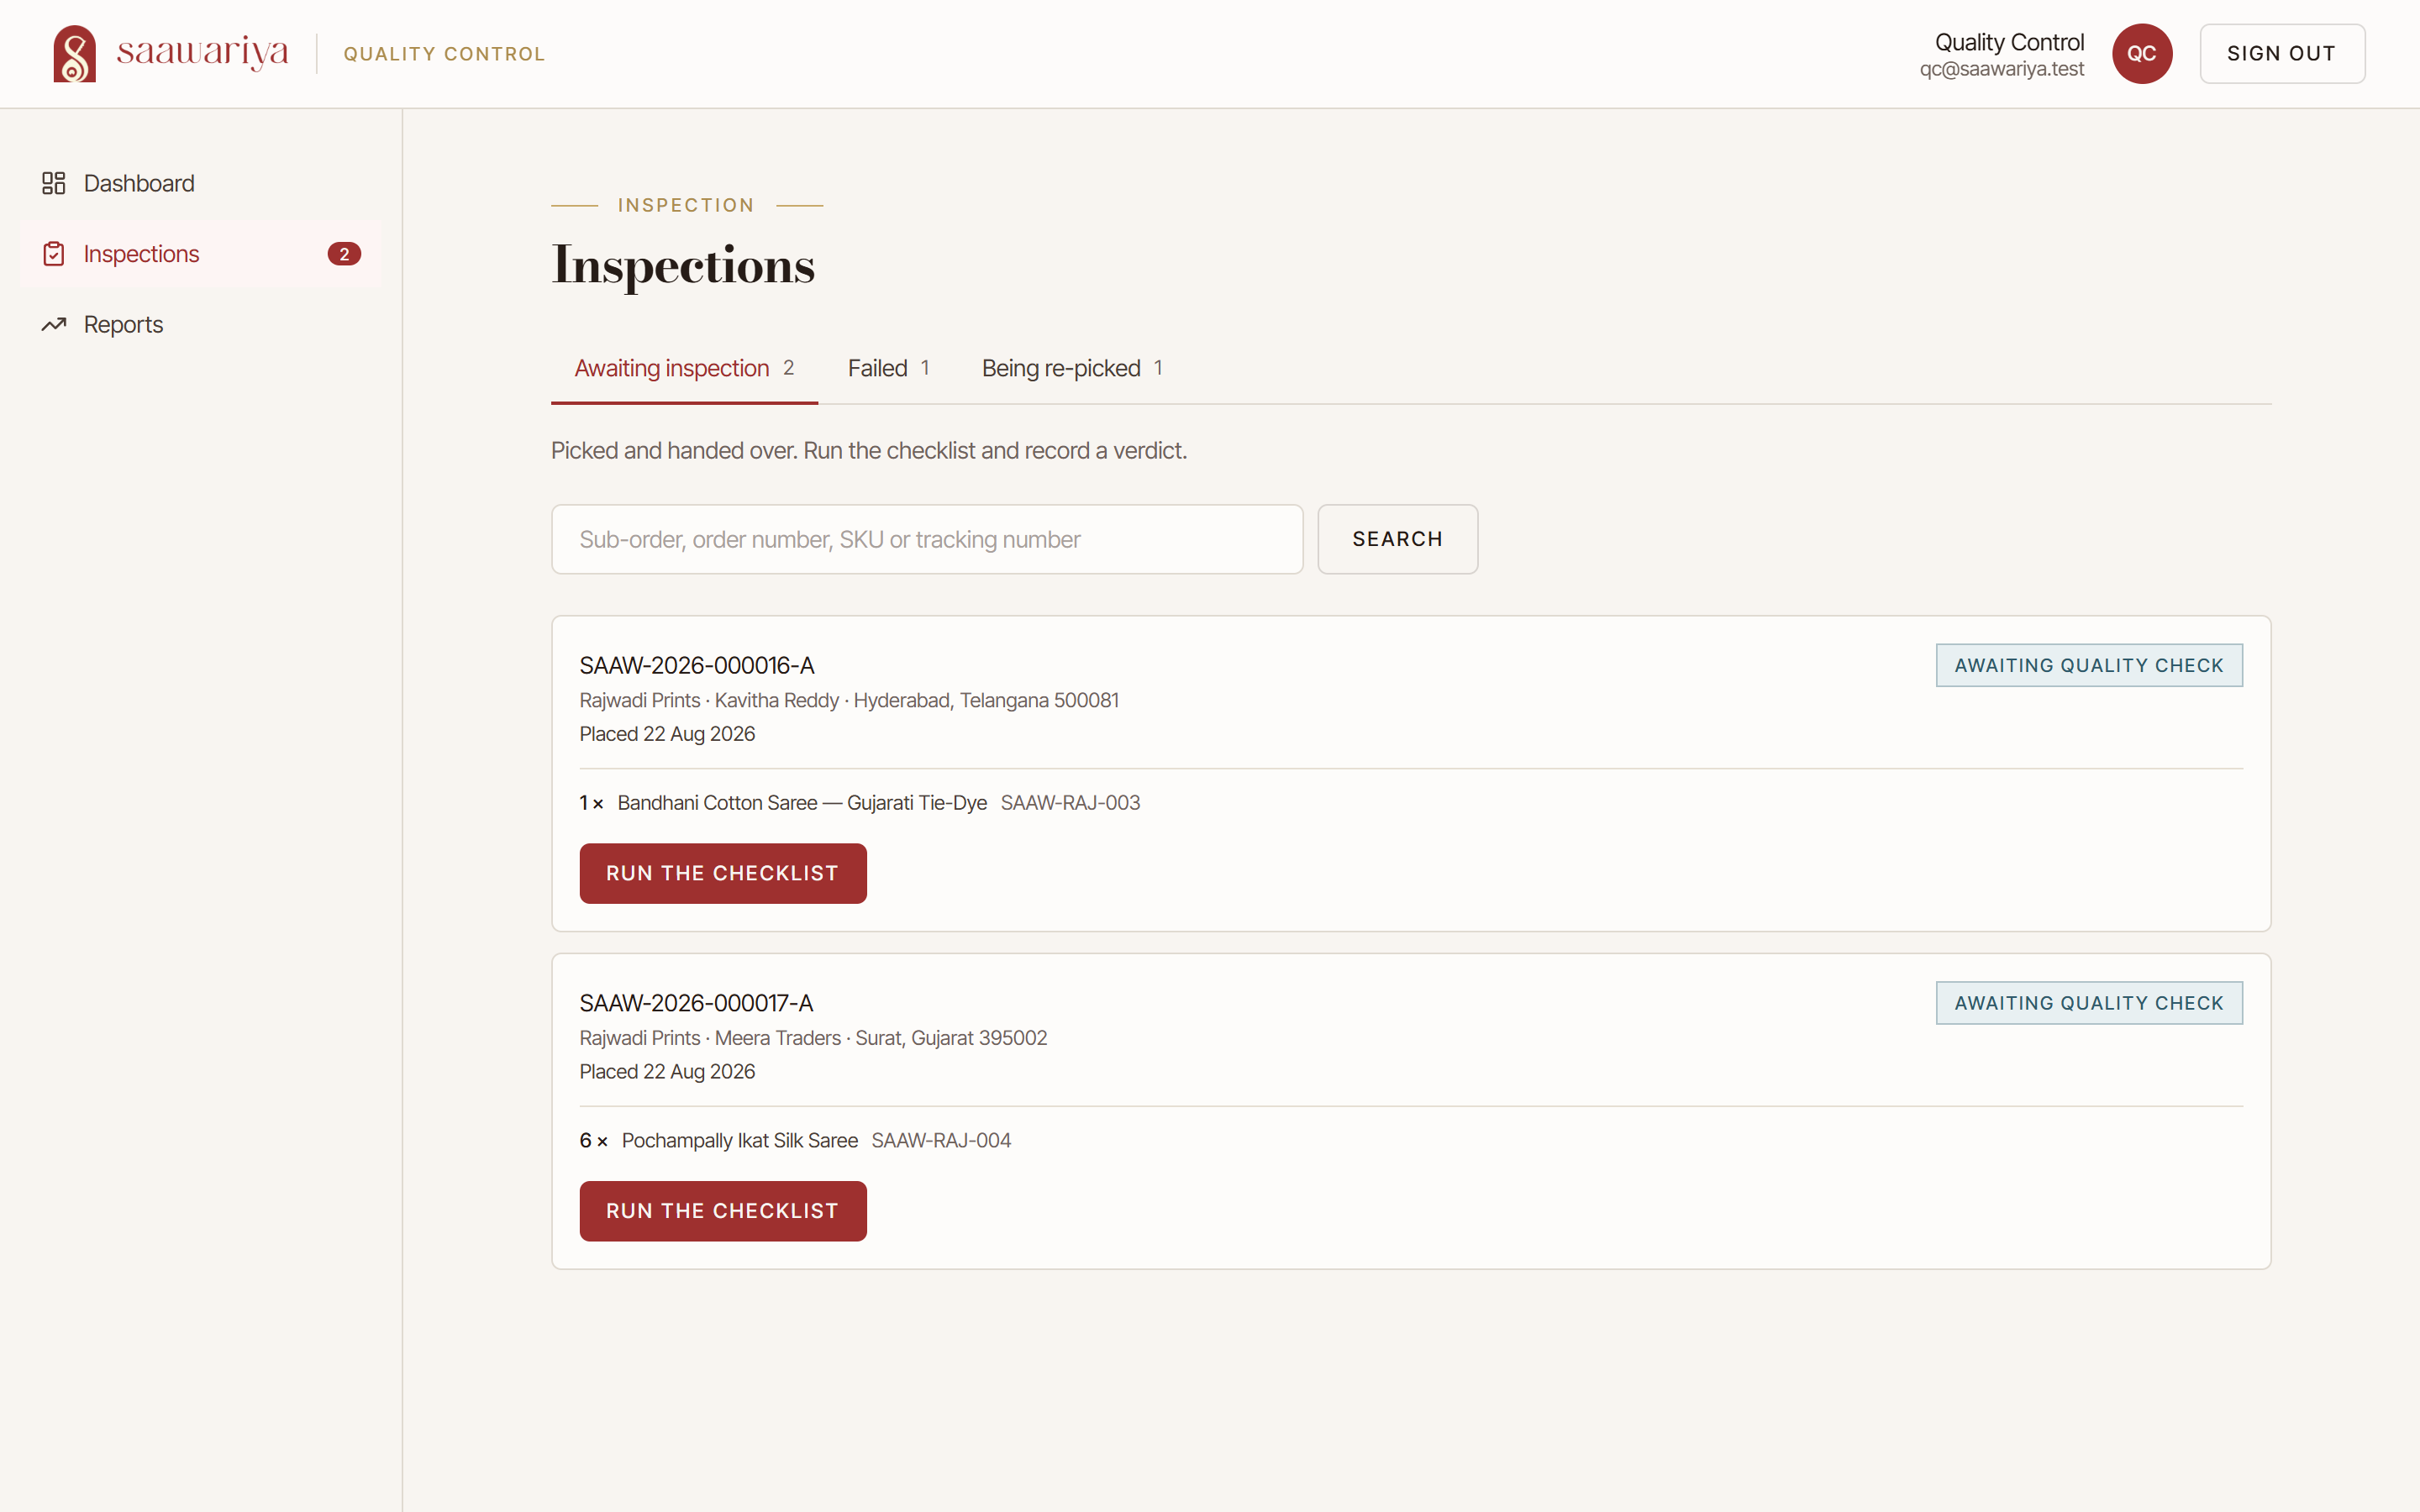 saawariya
QUALITY CONTROL
Quality Control
qc@saawariya.test
QC
SIGN OUT
Dashboard
Inspections 2
Reports
INSPECTION
Inspections
Awaiting inspection 2 Failed 1 Being re-picked 1
Picked and handed over. Run the checklist and record a verdict.
Sub-order, order number, SKU or tracking number
SEARCH
SAAW-2026-000016-A
AWAITING QUALITY CHECK
Rajwadi Prints · Kavitha Reddy · Hyderabad, Telangana 500081
Placed 22 Aug 2026
1 × Bandhani Cotton Saree — Gujarati Tie-Dye SAAW-RAJ-003
RUN THE CHECKLIST
SAAW-2026-000017-A
AWAITING QUALITY CHECK
Rajwadi Prints · Meera Traders · Surat, Gujarat 395002
Placed 22 Aug 2026
6 × Pochampally Ikat Silk Saree SAAW-RAJ-004
RUN THE CHECKLIST